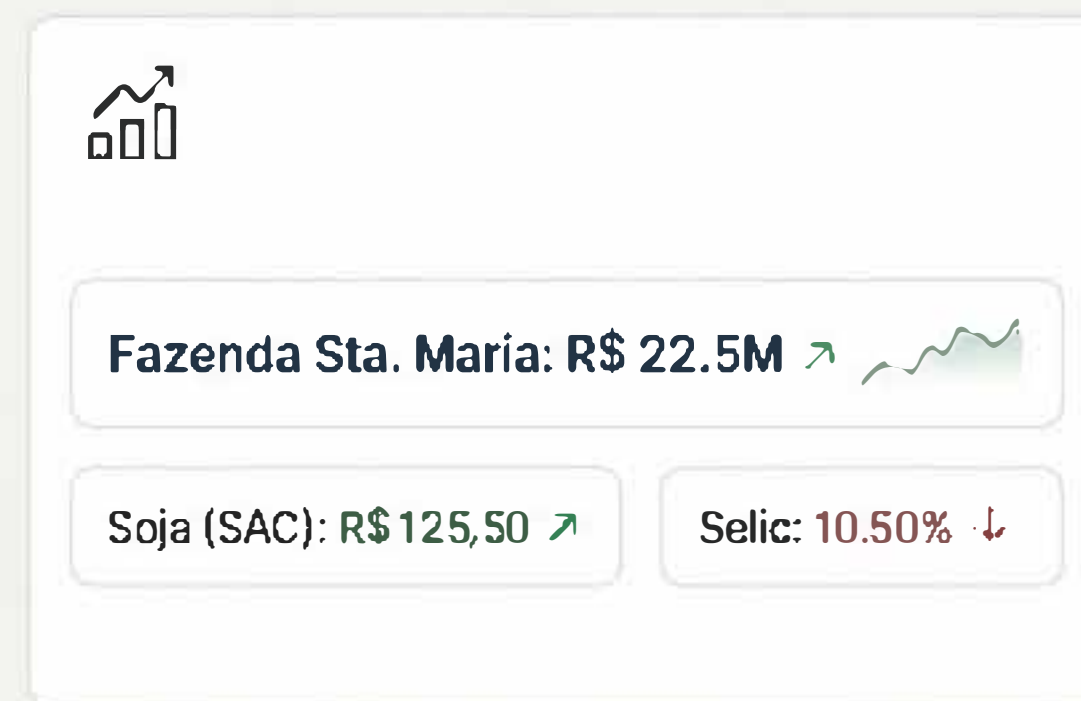 Fazenda Sta. Maria: R$ 22.5M ↗
Soja (SAC): R$ 125,50 ↗
Selic: 10.50% ↓